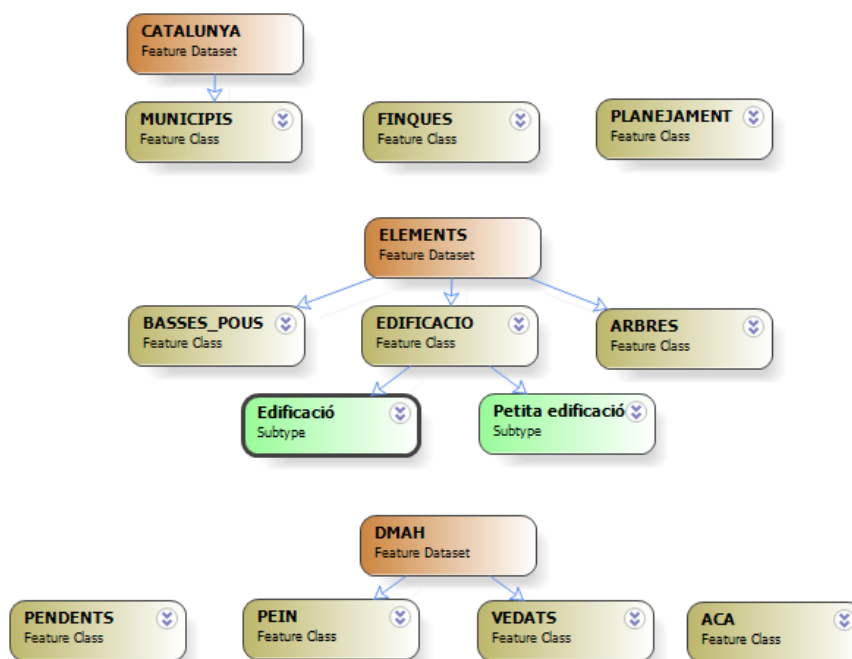 CATALUNYA
Feature Dataset
MUNICIPIS
Feature Class
FINQUES
Feature Class
PLANEJAMENT
Feature Class
ELEMENTS
Feature Dataset
BASSES_POUS
Feature Class
EDIFICACIO
Feature Class
ARBRES
Feature Class
Edificació
Subtype
Petita edificació
Subtype
DMAH
Feature Dataset
PENDENTS
Feature Class
PEIN
Feature Class
VEDATS
Feature Class
ACA
Feature Class